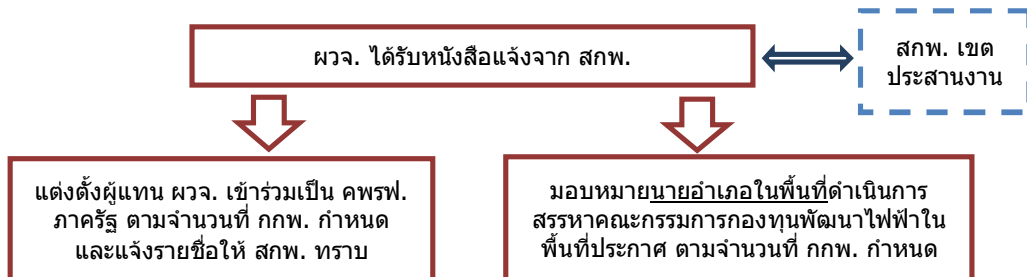 ผวจ. ได้รับหนังสือแจ้งจาก สกพ.
สกพ. เขต
ประสานงาน
แต่งตั้งผู้แทน ผวจ. เข้าร่วมเป็น คพรฟ.
ภาครัฐ ตามจำนวนที่ กกพ. กำหนด
และแจ้งรายชื่อให้ สกพ. ทราบ
มอบหมายนายอำเภอในพื้นที่ดำเนินการ
สรรหาคณะกรรมการกองทุนพัฒนาไฟฟ้าใน
พื้นที่ประกาศ ตามจำนวนที่ กกพ. กำหนด